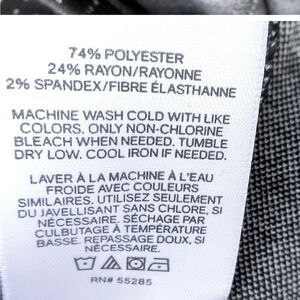 74% POLYESTER
24% RAYON/RAYONNE
2% SPANDEX/FIBRE ÉLASTHANNE
MACHINE WASH COLD WITH LIKE
COLORS. ONLY NON-CHLORINE
BLEACH WHEN NEEDED. TUMBLE
DRY LOW. COOL IRON IF NEEDED.
LAVER À LA MACHINE À L'EAU
FROIDE AVEC COULEURS
SIMILAIRES. UTILISEZ SEULEMENT
DU JAVELLISANT SANS CHLORE, SI
NÉCESSAIRE. SÉCHAGE PAR
CULBUTAGE À TEMPÉRATURE
BASSE. REPASSAGE DOUX, SI
NÉCESSAIRE.
RN# 55285